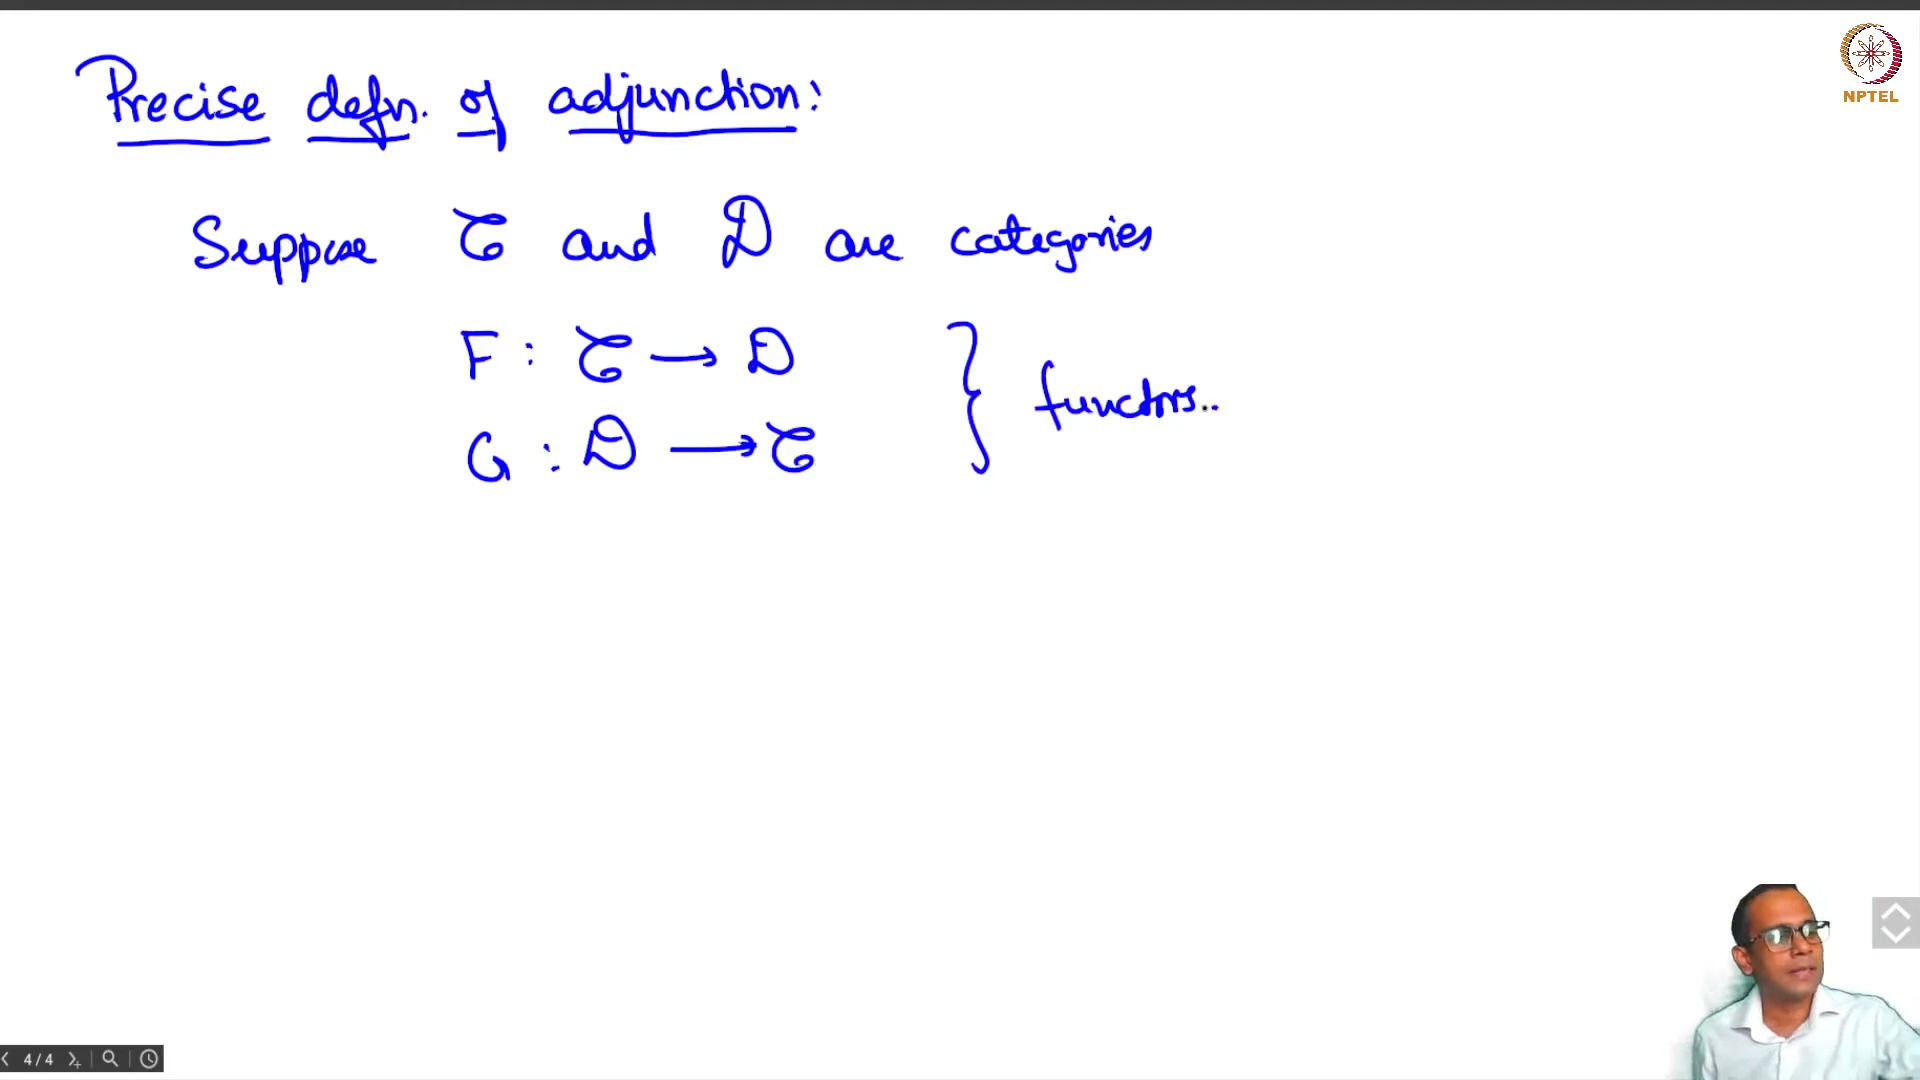 Precise defn. of adjunction:
NPTEL
Suppose 𝒞 and 𝒟 are categories
F : 𝒞 → 𝒟
G : 𝒟 → 𝒞
} functors..
4/4